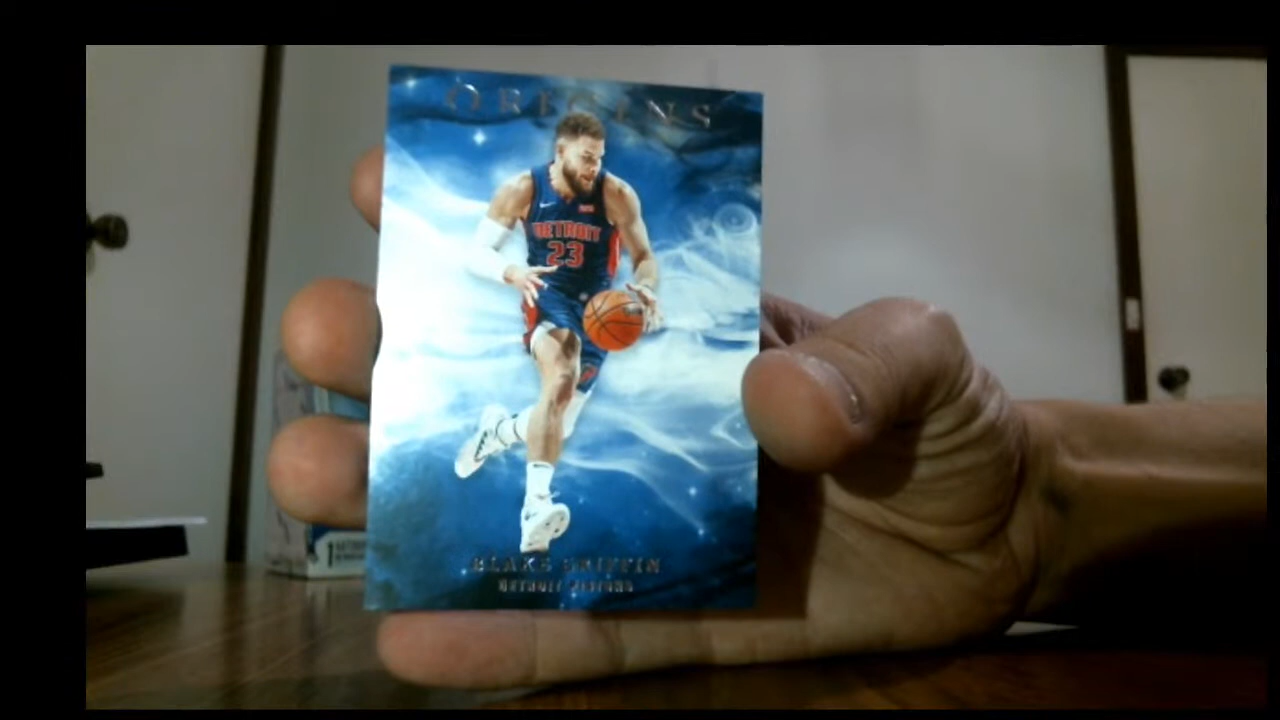 ORIGINS
DETROIT
23
BLAKE GRIFFIN
DETROIT PISTONS